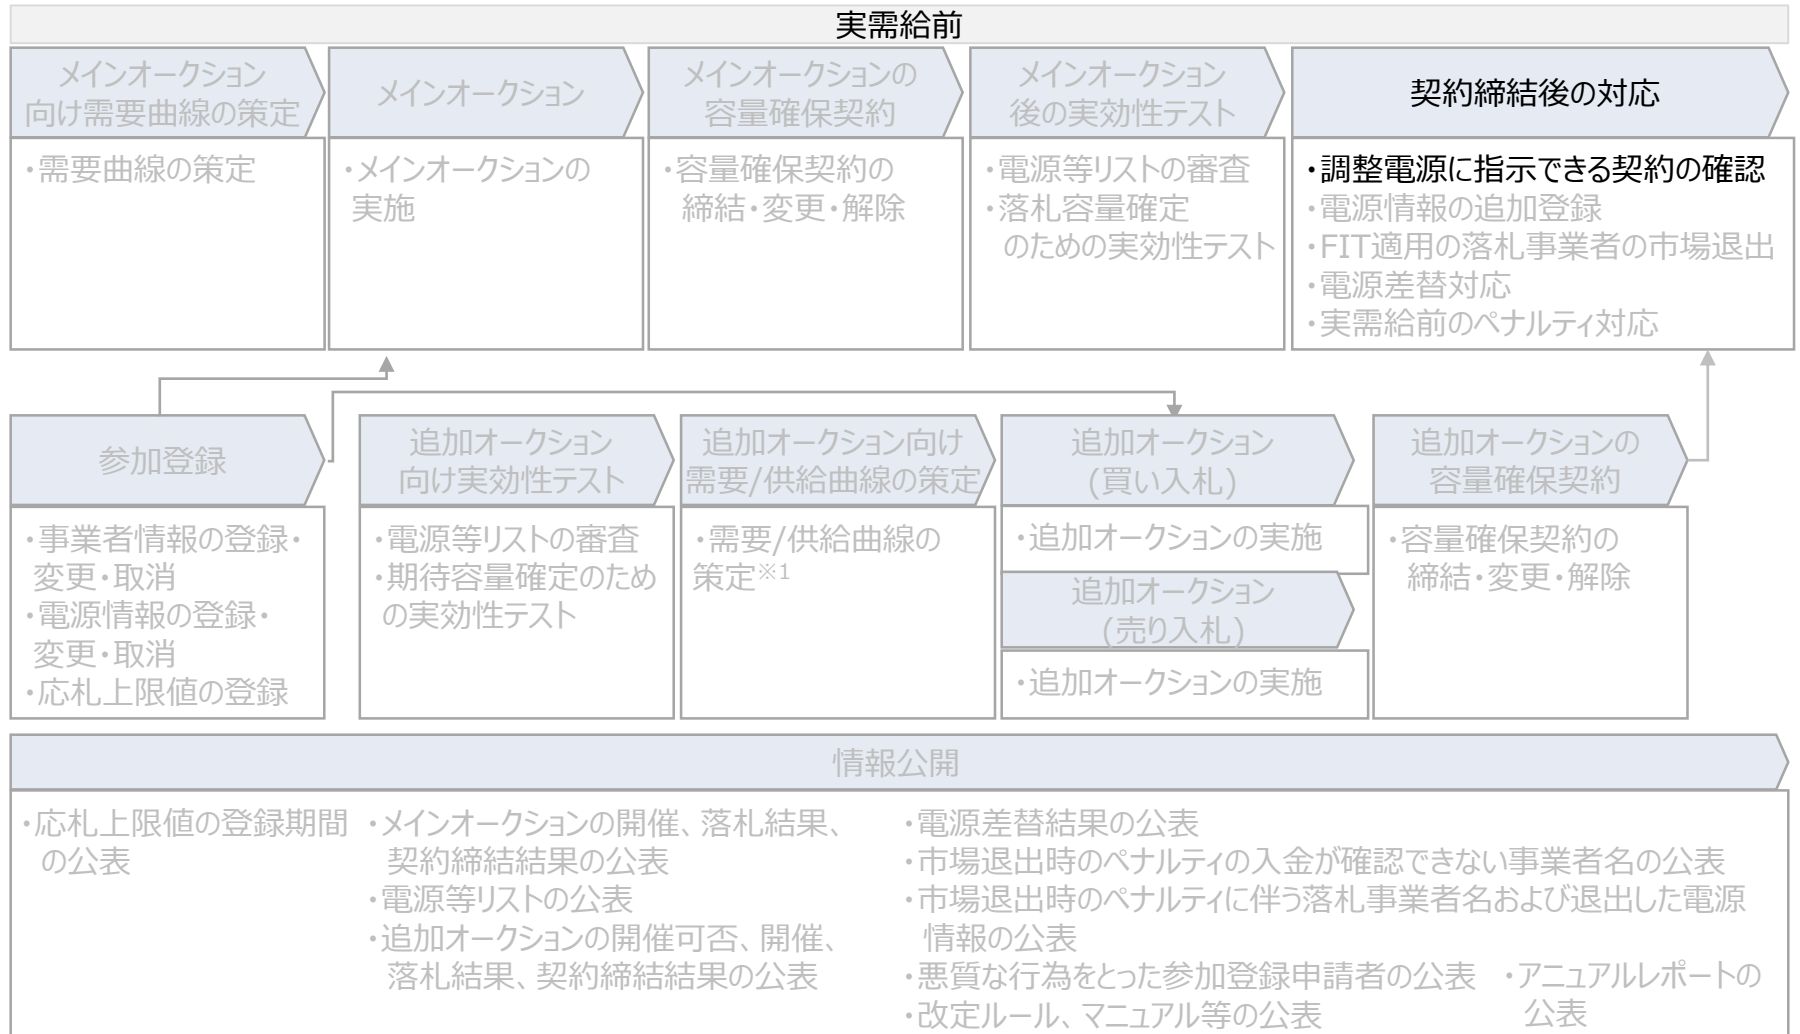 実需給前
メインオークション
向け需要曲線の策定
・需要曲線の策定
メインオークション
・メインオークションの
実施
メインオークションの
容量確保契約
・容量確保契約の
締結・変更・解除
メインオークション
後の実効性テスト
・電源等リストの審査
・落札容量確定
のための実効性テスト
契約締結後の対応
・調整電源に指示できる契約の確認
・電源情報の追加登録
・FIT適用の落札事業者の市場退出
・電源差替対応
・実需給前のペナルティ対応
参加登録
・事業者情報の登録・
変更・取消
・電源情報の登録・
変更・取消
・応札上限値の登録
追加オークション
向け実効性テスト
・電源等リストの審査
・期待容量確定のため
の実効性テスト
追加オークション向け
需要/供給曲線の策定
・需要/供給曲線の
策定※1
追加オークション
(買い入札)
・追加オークションの実施
追加オークション
(売り入札)
・追加オークションの実施
追加オークションの
容量確保契約
・容量確保契約の
締結・変更・解除
情報公開
・応札上限値の登録期間
の公表
・メインオークションの開催、落札結果、
契約締結結果の公表
・電源等リストの公表
・追加オークションの開催可否、開催、
落札結果、契約締結結果の公表
・電源差替結果の公表
・市場退出時のペナルティの入金が確認できない事業者名の公表
・市場退出時のペナルティに伴う落札事業者名および退出した電源
情報の公表
・悪質な行為をとった参加登録申請者の公表
・改定ルール、マニュアル等の公表
・アニュアルレポートの
公表